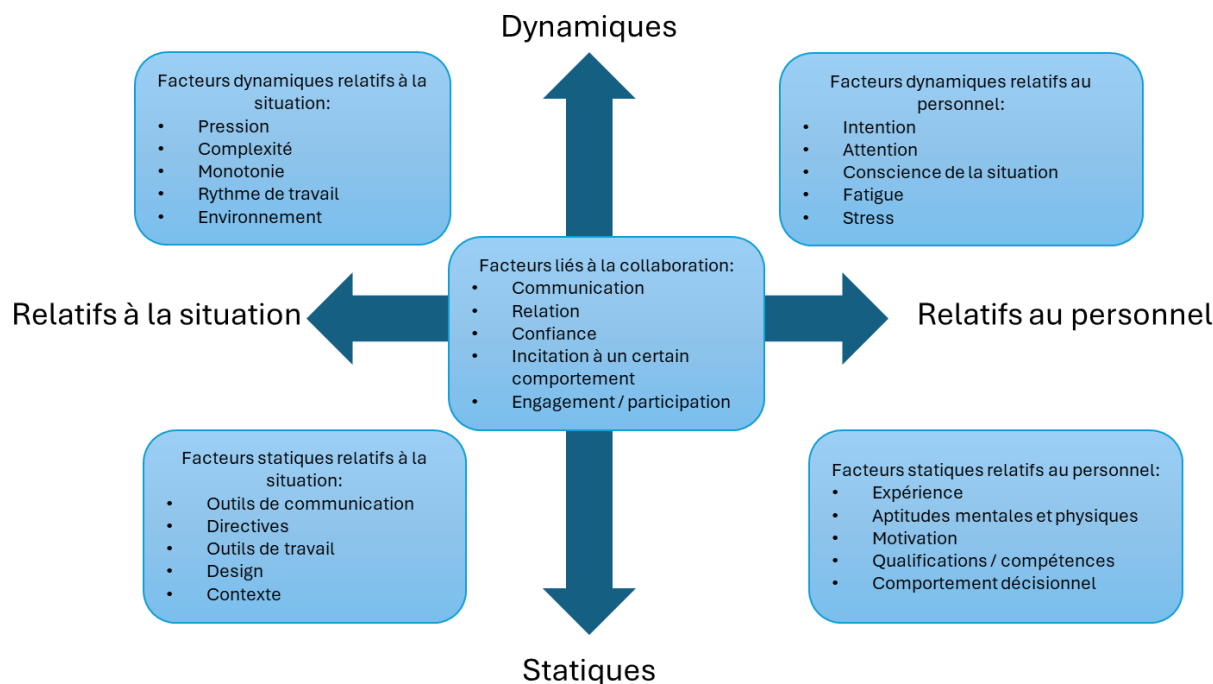 Dynamiques
Facteurs dynamiques relatifs à la
situation:
• Pression
• Complexité
• Monotonie
• Rythme de travail
• Environnement
Facteurs dynamiques relatifs au
personnel:
• Intention
• Attention
• Conscience de la situation
• Fatigue
• Stress
Relatifs à la situation
Facteurs liés à la collaboration:
• Communication
• Relation
• Confiance
• Incitation à un certain
comportement
• Engagement / participation
Relatifs au personnel
Facteurs statiques relatifs à la
situation:
• Outils de communication
• Directives
• Outils de travail
• Design
• Contexte
Facteurs statiques relatifs au personnel:
• Expérience
• Aptitudes mentales et physiques
• Motivation
• Qualifications / compétences
• Comportement décisionnel
Statiques